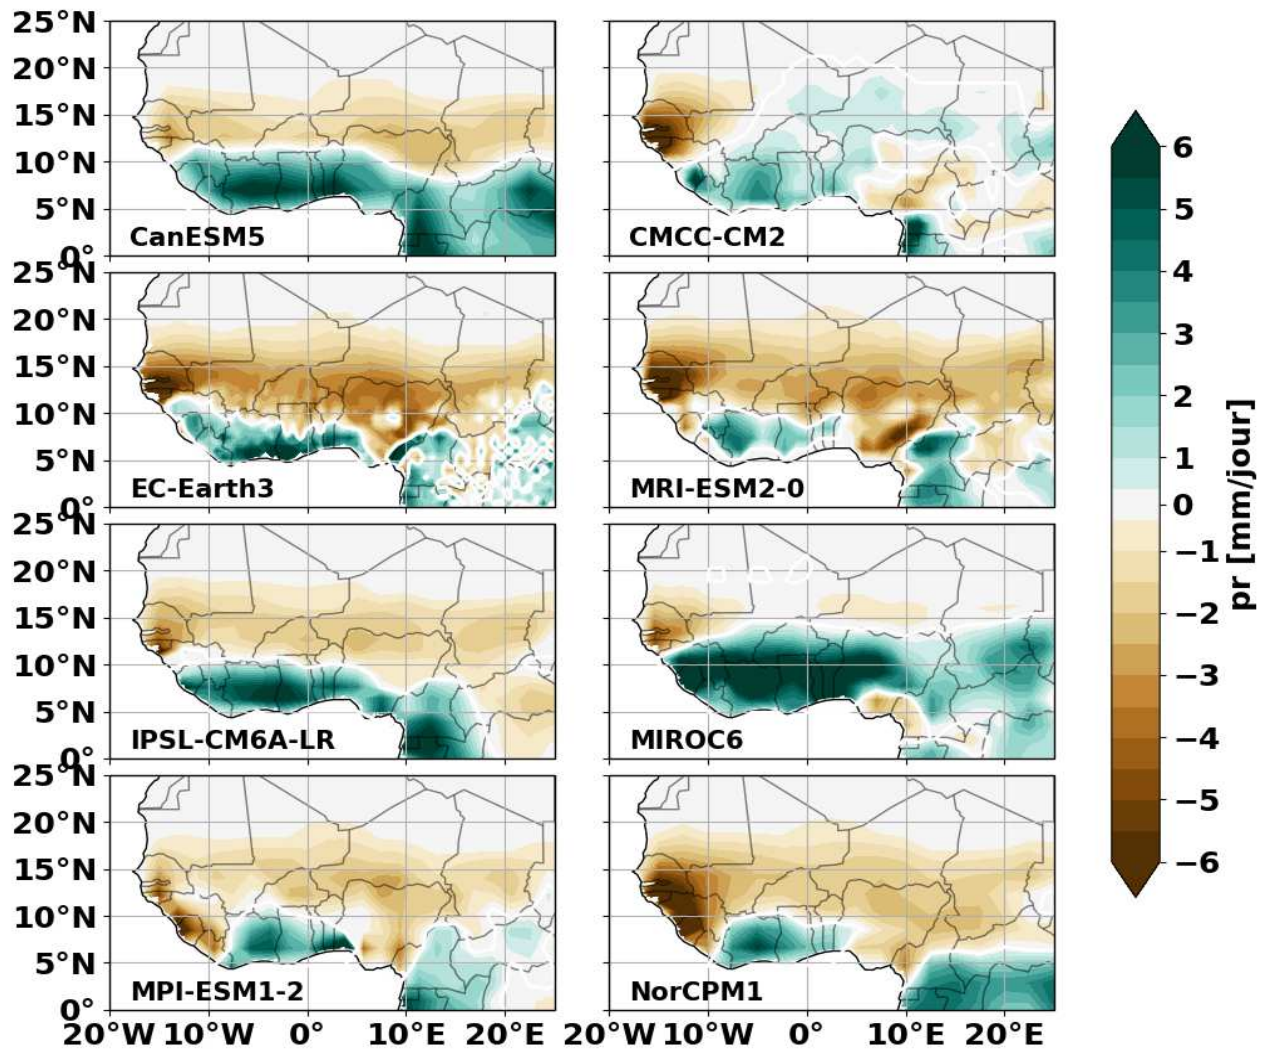 25°N
20°N
15°N
10°N
5°N
0°
CanESM5
CMCC-CM2
25°N
20°N
15°N
10°N
5°N
0°
EC-Earth3
MRI-ESM2-0
25°N
20°N
15°N
10°N
5°N
0°
IPSL-CM6A-LR
MIROC6
25°N
20°N
15°N
10°N
5°N
0°
MPI-ESM1-2
NorCPM1
20°W 10°W 0° 10°E 20°E
20°W 10°W 0° 10°E 20°E
6
5
4
3
2
1
0
−1
−2
−3
−4
−5
−6
pr [mm/jour]